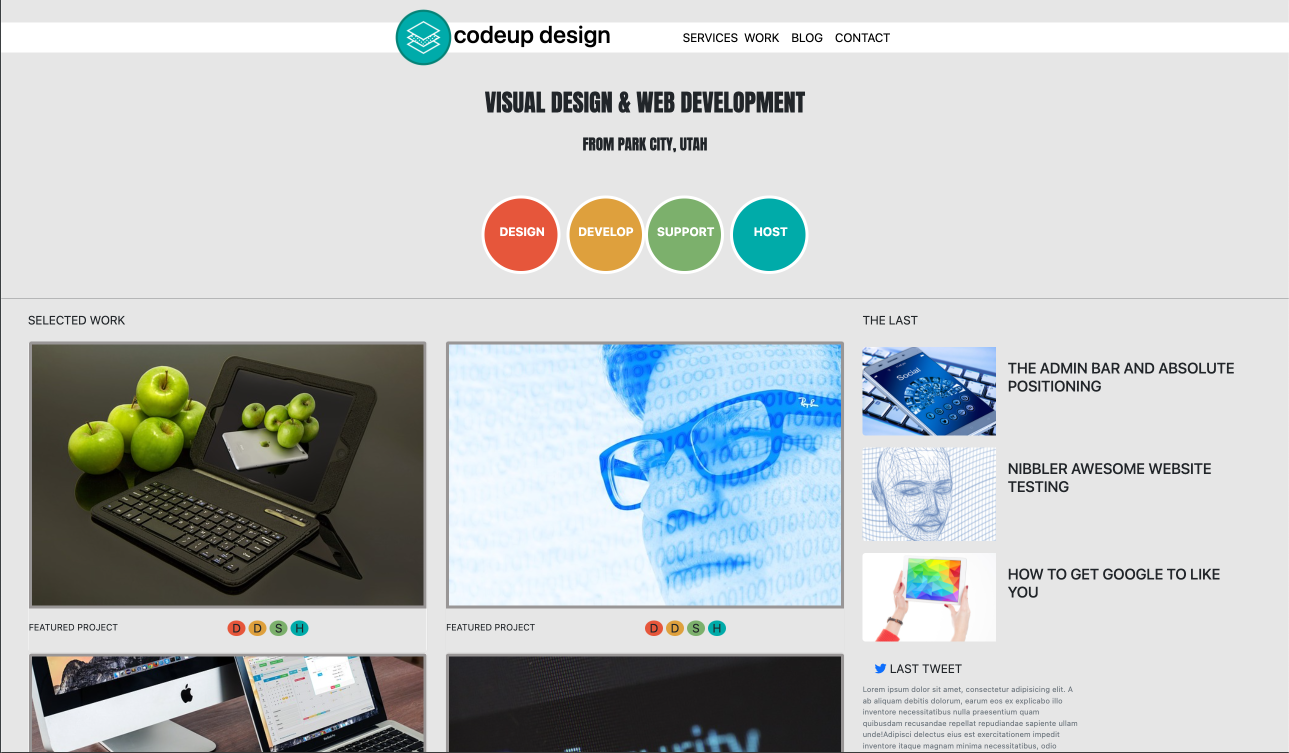 codeup design
SERVICES WORK BLOG CONTACT
VISUAL DESIGN & WEB DEVELOPMENT
FROM PARK CITY, UTAH
DESIGN
DEVELOP
SUPPORT
HOST
SELECTED WORK
Ray-Ban
FEATURED PROJECT
D D S H
FEATURED PROJECT
D D S H
urity
THE LAST
Social
THE ADMIN BAR AND ABSOLUTE
POSITIONING
NIBBLER AWESOME WEBSITE
TESTING
HOW TO GET GOOGLE TO LIKE
YOU
LAST TWEET
Lorem ipsum dolor sit amet, consectetur adipisicing elit. A
ab aliquam debitis dolorum, earum eos ex explicabo illo
inventore necessitatibus nulla praesentium quam
quibusdam recusandae repellat repudiandae sapiente ullam
unde!Adipisci delectus eius est exercitationem impedit
inventore itaque magnam minima necessitatibus, odio